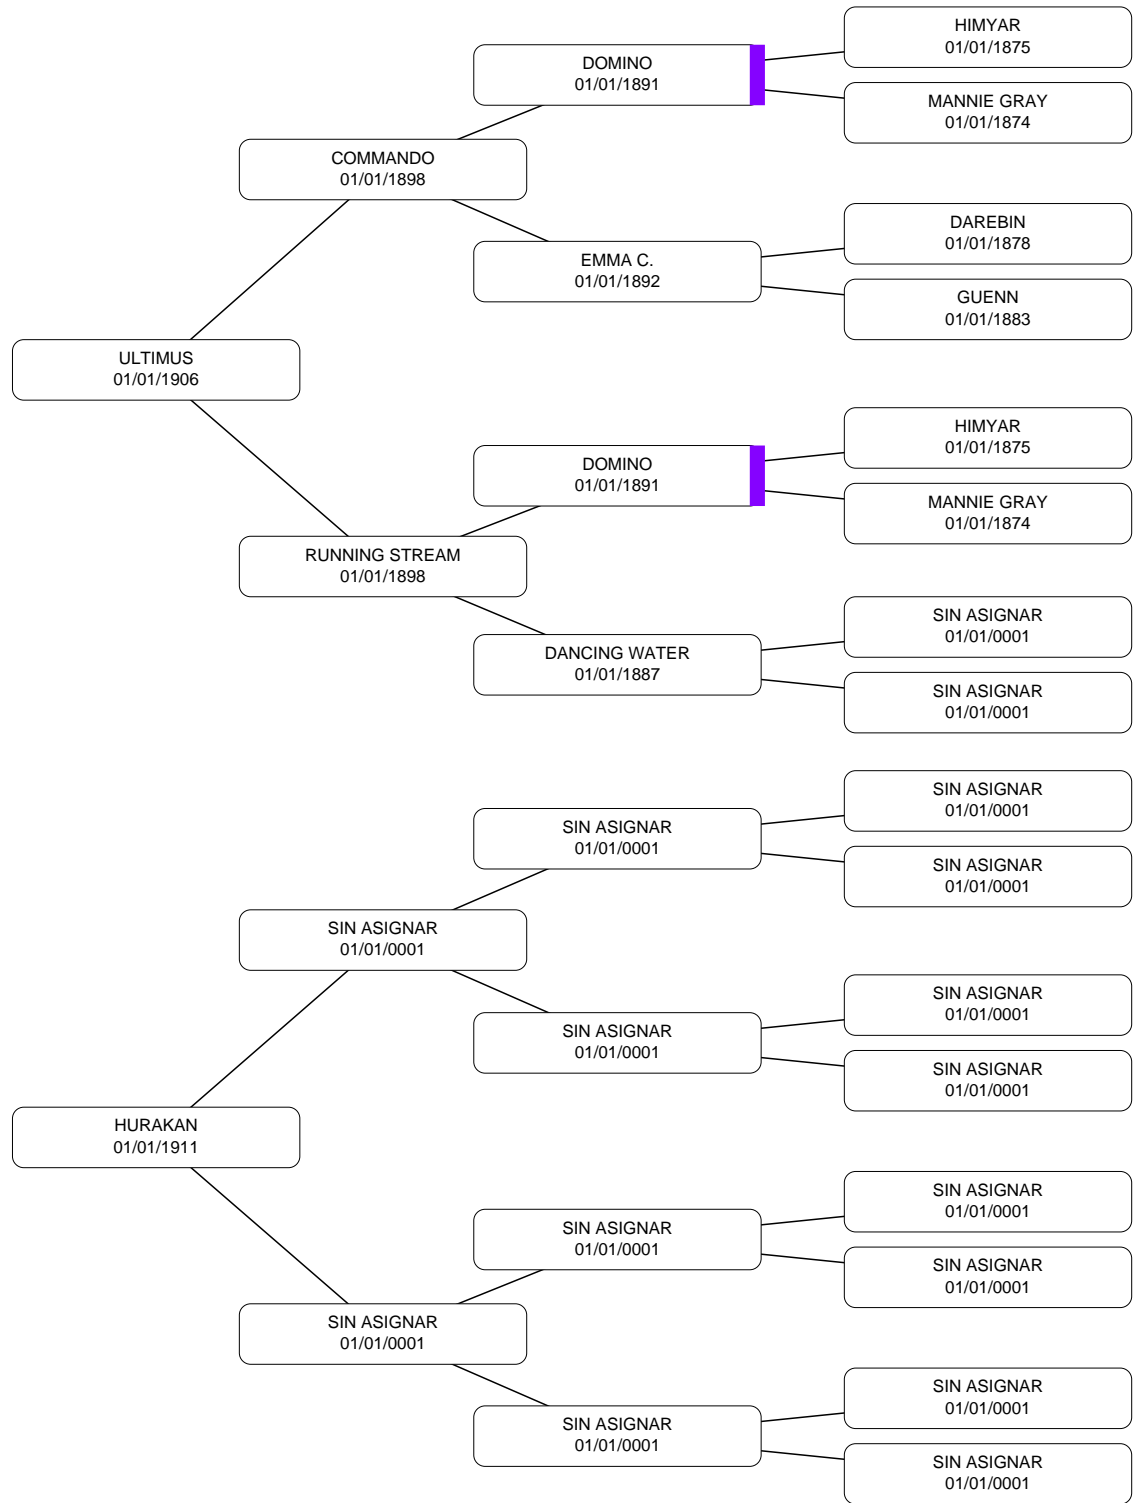 HIMYAR
01/01/1875
DOMINO
01/01/1891
MANNIE GRAY
01/01/1874
COMMANDO
01/01/1898
DAREBIN
01/01/1878
EMMA C.
01/01/1892
GUENN
01/01/1883
ULTIMUS
01/01/1906
HIMYAR
01/01/1875
DOMINO
01/01/1891
MANNIE GRAY
01/01/1874
RUNNING STREAM
01/01/1898
SIN ASIGNAR
01/01/0001
DANCING WATER
01/01/1887
SIN ASIGNAR
01/01/0001
SIN ASIGNAR
01/01/0001
SIN ASIGNAR
01/01/0001
SIN ASIGNAR
01/01/0001
SIN ASIGNAR
01/01/0001
SIN ASIGNAR
01/01/0001
SIN ASIGNAR
01/01/0001
SIN ASIGNAR
01/01/0001
HURAKAN
01/01/1911
SIN ASIGNAR
01/01/0001
SIN ASIGNAR
01/01/0001
SIN ASIGNAR
01/01/0001
SIN ASIGNAR
01/01/0001
SIN ASIGNAR
01/01/0001
SIN ASIGNAR
01/01/0001
SIN ASIGNAR
01/01/0001